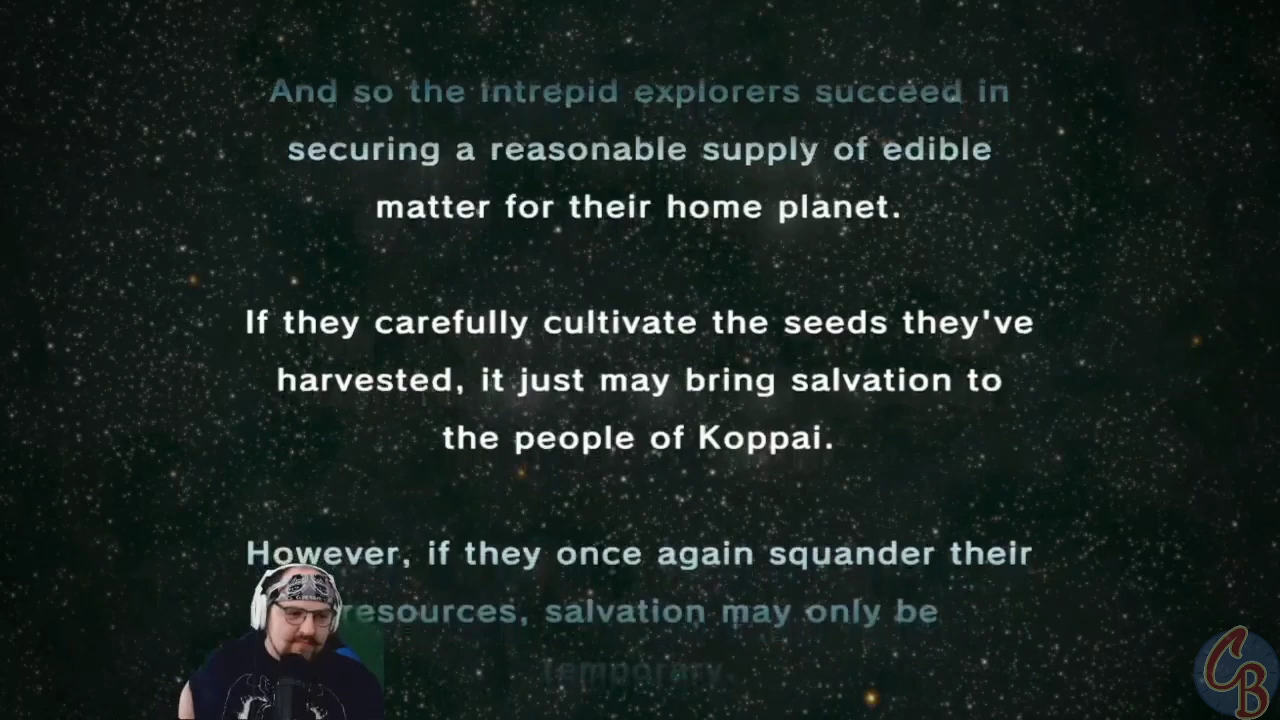 And so the intrepid explorers succeed in
securing a reasonable supply of edible
matter for their home planet.
If they carefully cultivate the seeds they've
harvested, it just may bring salvation to
the people of Koppai.
However, if they once again squander their
resources, salvation may only be
temporary.
CB